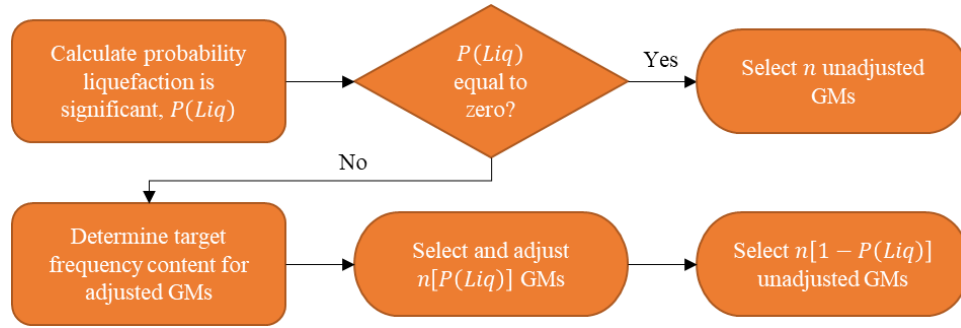 Calculate probability
liquefaction is
significant, P(Liq)
P(Liq)
equal to
zero?
Yes
Select n unadjusted
GMs
No
Determine target
frequency content for
adjusted GMs
Select and adjust
n[P(Liq)] GMs
Select n[1 − P(Liq)]
unadjusted GMs